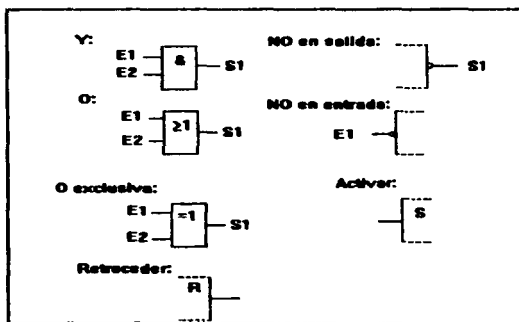 Y:
E1
&
S1
E2
NO en salida:
S1
O:
E1
≥1
S1
E2
NO en entrada:
E1
O exclusiva:
E1
=1
S1
E2
Activar:
S
Retroceder:
R